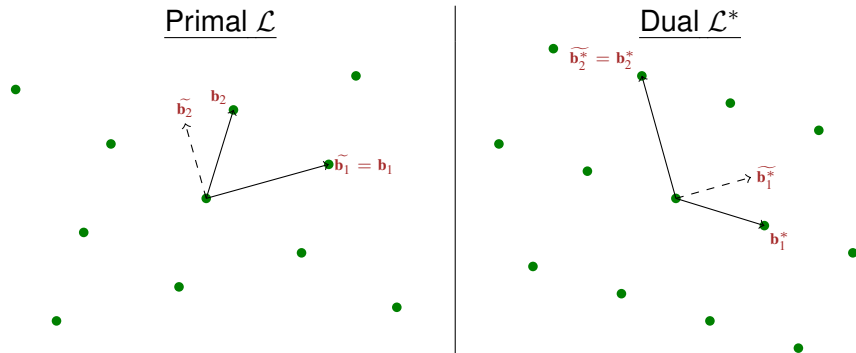 Primal ℒ
b₂
b̃₂
b̃₁ = b₁
Dual ℒ*
b̃₂* = b₂*
b̃₁*
b₁*